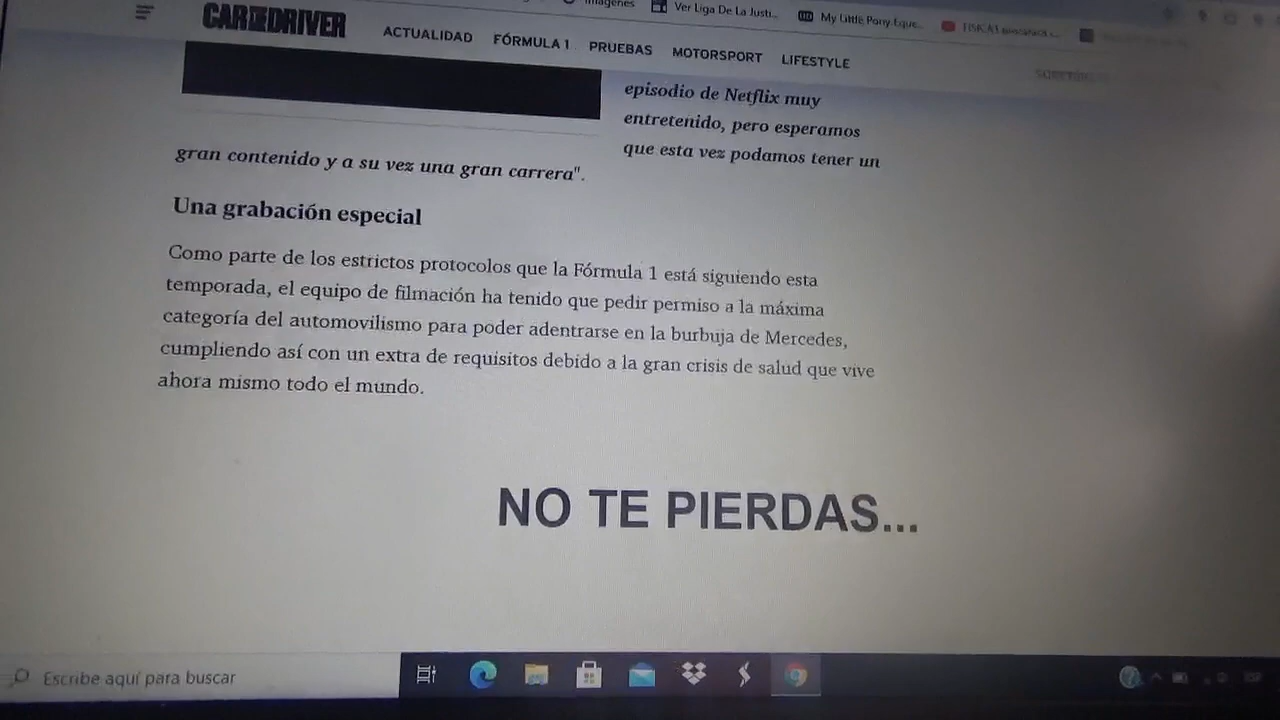 Imágenes
Ver Liga De La Justi...
My Little Pony Eque...
CAR AND DRIVER
ACTUALIDAD
FÓRMULA 1
PRUEBAS
MOTORSPORT
LIFESTYLE
episodio de Netflix muy
entretenido, pero esperamos
que esta vez podamos tener un
gran contenido y a su vez una gran carrera".
Una grabación especial
Como parte de los estrictos protocolos que la Fórmula 1 está siguiendo esta
temporada, el equipo de filmación ha tenido que pedir permiso a la máxima
categoría del automovilismo para poder adentrarse en la burbuja de Mercedes,
cumpliendo así con un extra de requisitos debido a la gran crisis de salud que vive
ahora mismo todo el mundo.
NO TE PIERDAS...
Escribe aquí para buscar